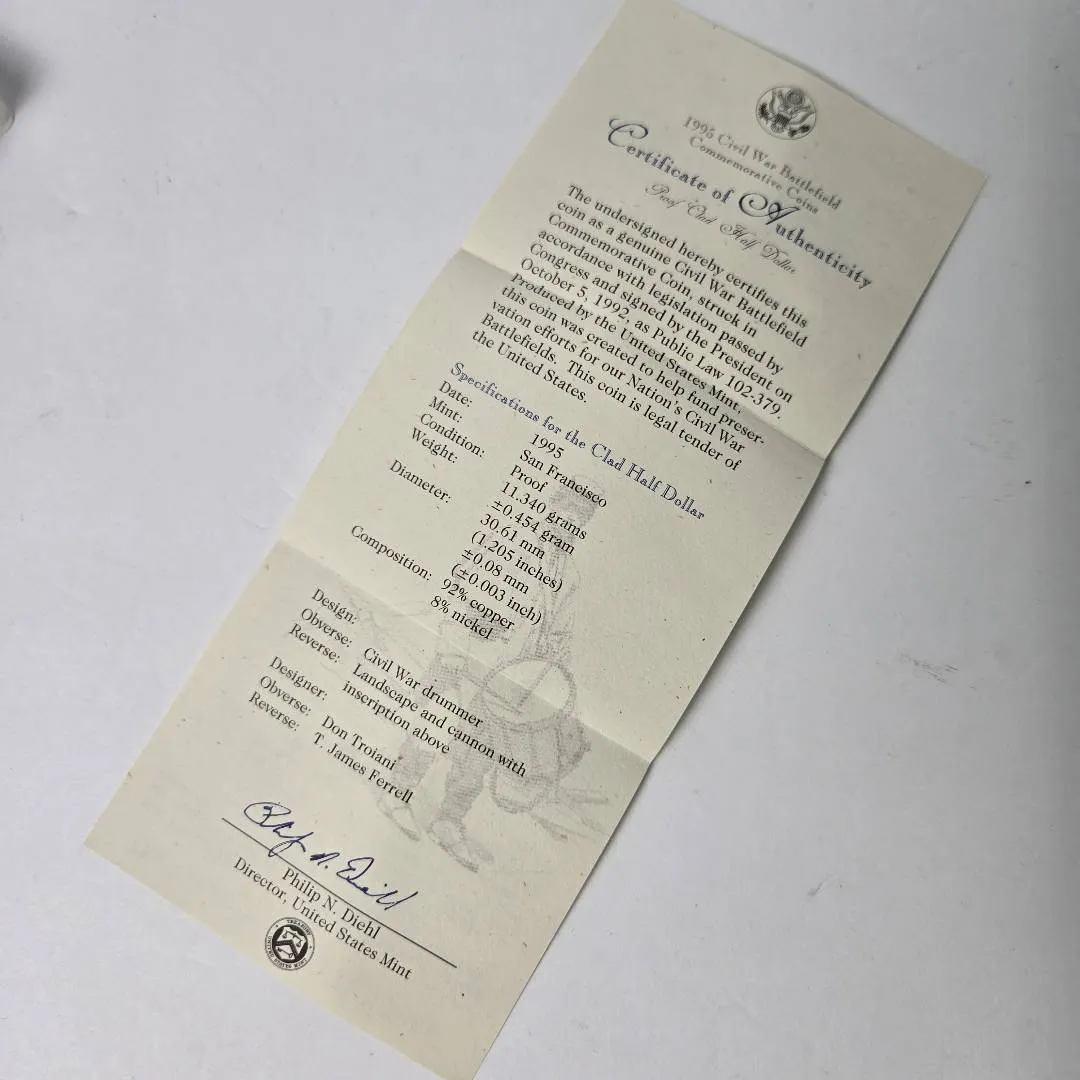 1995 Civil War Battlefield
Commemorative Coins
Certificate of Authenticity
Proof Clad Half Dollar
The undersigned hereby certifies this
coin as a genuine Civil War Battlefield
Commemorative Coin, struck in
accordance with legislation passed by
Congress and signed by the President on
October 5, 1992, as Public Law 102-379.
Produced by the United States Mint,
this coin was created to help fund preser-
vation efforts for our Nation's Civil War
Battlefields. This coin is legal tender of
the United States.
Specifications for the Clad Half Dollar
Date: 1995
Mint: San Francisco
Condition: Proof
Weight: 11.340 grams
±0.454 gram
Diameter: 30.61 mm
(1.205 inches)
±0.08 mm
(±0.003 inch)
Composition: 92% copper
8% nickel
Design:
Obverse: Civil War drummer
Reverse: Landscape and cannon with
inscription above
Designer:
Obverse: Don Troiani
Reverse: T. James Ferrell
Philip N. Diehl
Director, United States Mint